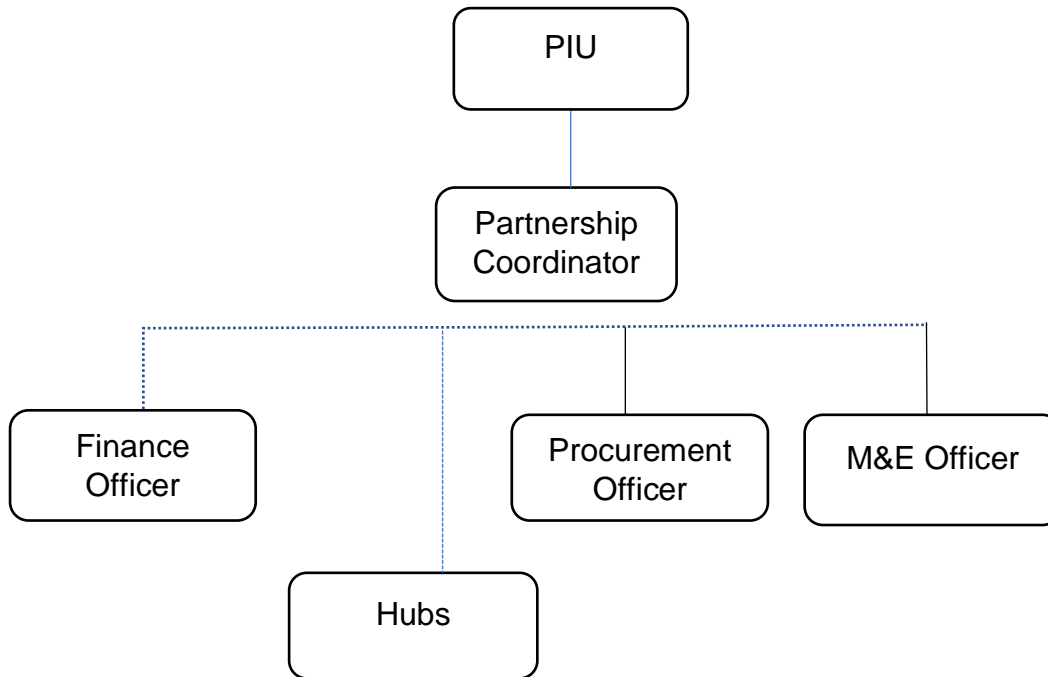 PIU
Partnership
Coordinator
Finance
Officer
Procurement
Officer
M&E Officer
Hubs